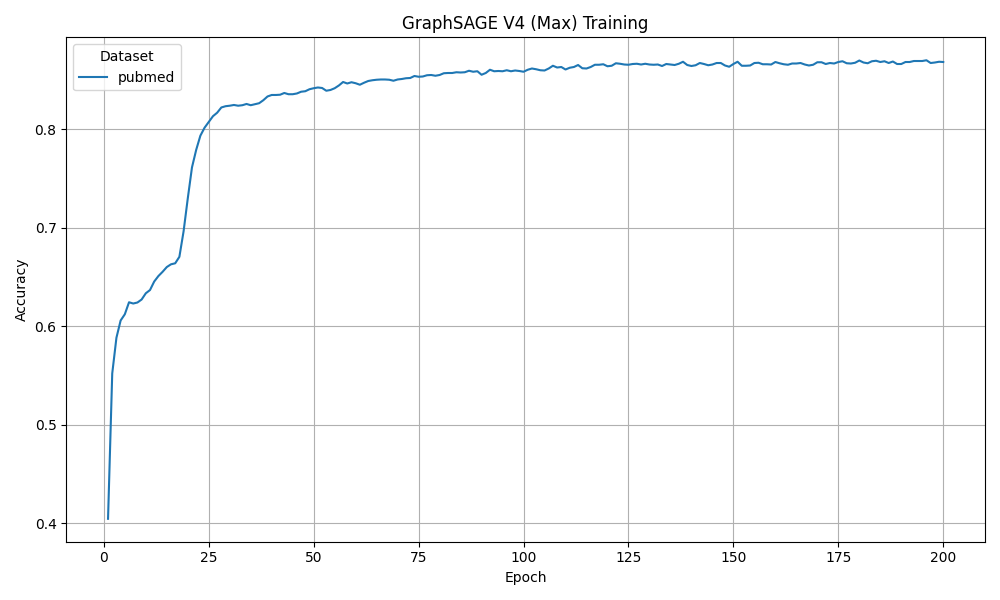 GraphSAGE V4 (Max) Training
Dataset
pubmed
Accuracy
0.8
0.7
0.6
0.5
0.4
0 25 50 75 100 125 150 175 200
Epoch